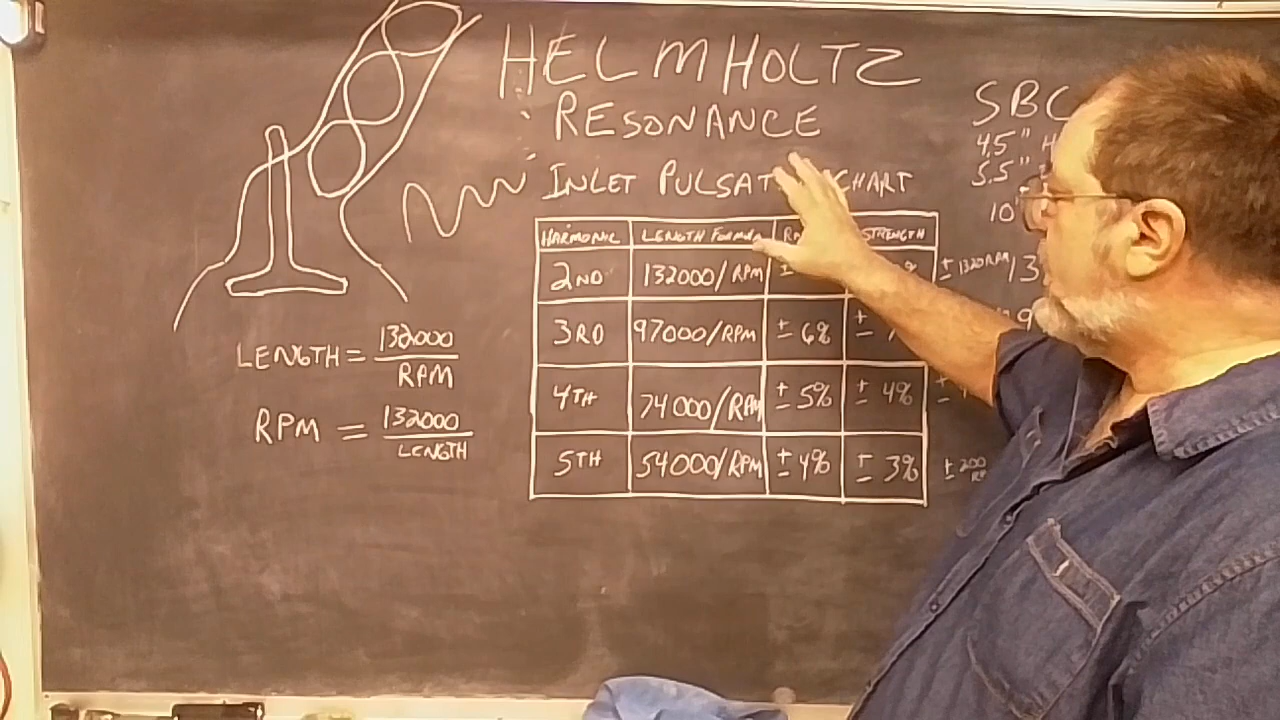 HELMHOLTZ
RESONANCE
INLET PULSAT CHART
SBC
4.5"
5.5"
10"
HARMONIC LENGTH FORMULA STRENGTH
2ND 132000/RPM ± ± 1320 RPM
3RD 97000/RPM ± 6% ±
4TH 74000/RPM ± 5% ± 4% ±
5TH 54000/RPM ± 4% ± 3% ± 200
LENGTH = 132000
RPM
RPM = 132000
LENGTH